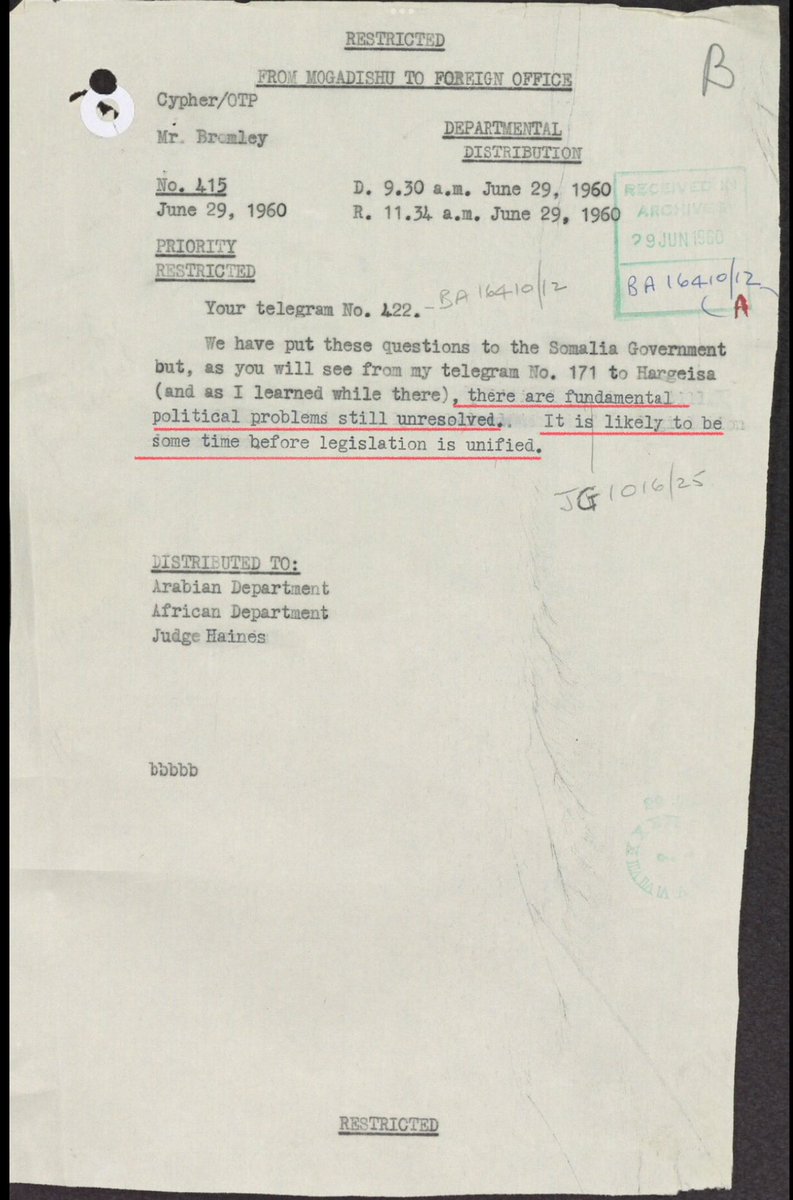 RESTRICTED
B
FROM MOGADISHU TO FOREIGN OFFICE
Cypher/OTP
Mr. Bromley
DEPARTMENTAL
DISTRIBUTION
No. 415
D. 9.30 a.m. June 29, 1960
June 29, 1960
R. 11.34 a.m. June 29, 1960
RECEIVED IN
ARCHIVES
29 JUN 1960
BA 16410/12
A
PRIORITY
RESTRICTED
Your telegram No. 422. BA 16410/12
We have put these questions to the Somalia Government
but, as you will see from my telegram No. 171 to Hargeisa
(and as I learned while there), there are fundamental
political problems still unresolved. It is likely to be
some time before legislation is unified.
JG 1016/25
DISTRIBUTED TO:
Arabian Department
African Department
Judge Haines
bbbbb
RESTRICTED